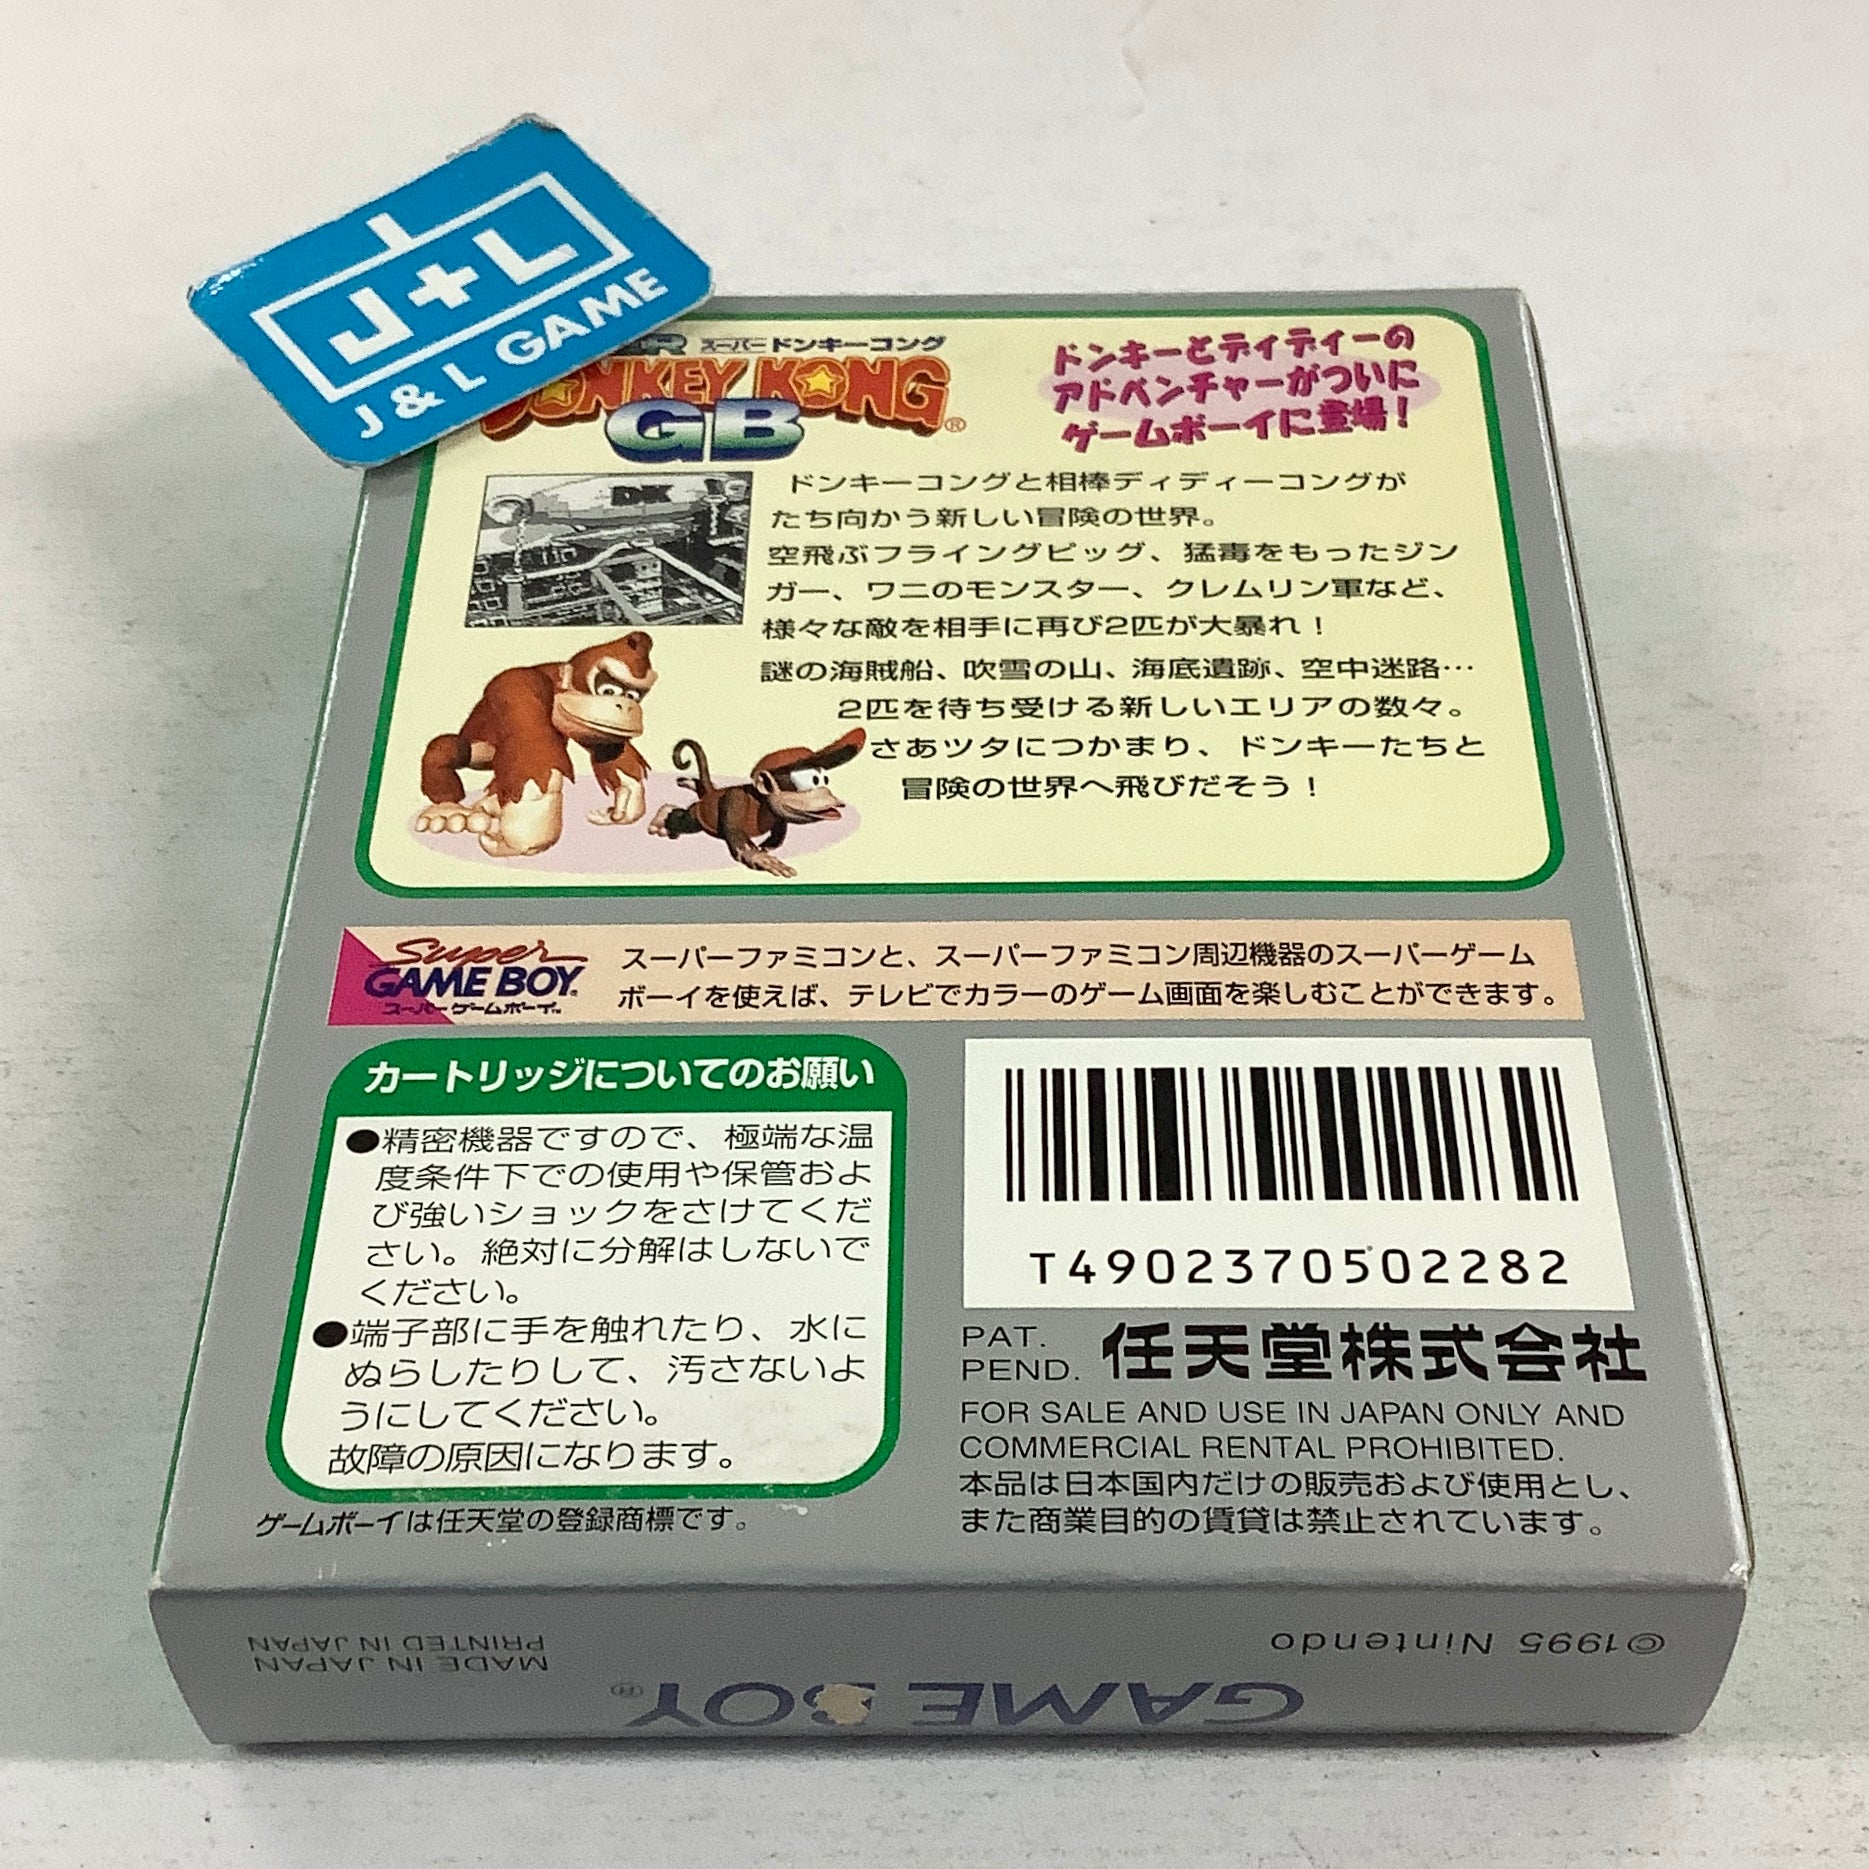 J+L
J & L GAME
スーパードンキーコング
DONKEY KONG®
GB
ドンキーとディディーの
アドベンチャーがついに
ゲームボーイに登場！
DK
ドンキーコングと相棒ディディーコングが
たち向かう新しい冒険の世界。
空飛ぶフライングピッグ、猛毒をもったジン
ガー、ワニのモンスター、クレムリン軍など、
様々な敵を相手に再び2匹が大暴れ！
謎の海賊船、吹雪の山、海底遺跡、空中迷路…
2匹を待ち受ける新しいエリアの数々。
さあツタにつかまり、ドンキーたちと
冒険の世界へ飛びだそう！
Super
GAME BOY®
スーパーゲームボーイ™
スーパーファミコンと、スーパーファミコン周辺機器のスーパーゲーム
ボーイを使えば、テレビでカラーのゲーム画面を楽しむことができます。
カートリッジについてのお願い
●精密機器ですので、極端な温
度条件下での使用や保管およ
び強いショックをさけてくだ
さい。絶対に分解はしないで
ください。
●端子部に手を触れたり、水に
ぬらしたりして、汚さないよ
うにしてください。
故障の原因になります。
ゲームボーイは任天堂の登録商標です。
T4902370502282
PAT.
PEND. 任天堂株式会社
FOR SALE AND USE IN JAPAN ONLY AND
COMMERCIAL RENTAL PROHIBITED.
本品は日本国内だけの販売および使用とし、
また商業目的の賃貸は禁止されています。
©1995 Nintendo
MADE IN JAPAN
PRINTED IN JAPAN
GAME BOY®